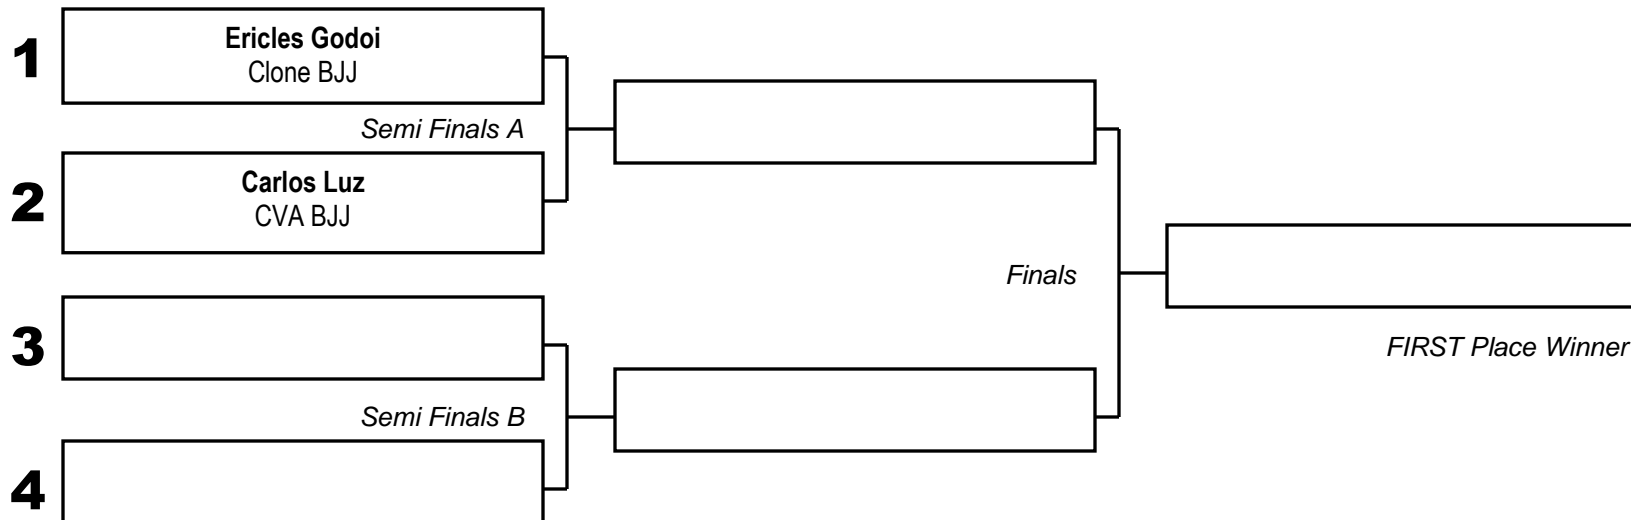 1
Ericles Godoi
Clone BJJ
Semi Finals A
2
Carlos Luz
CVA BJJ
Finals
3
FIRST Place Winner
Semi Finals B
4